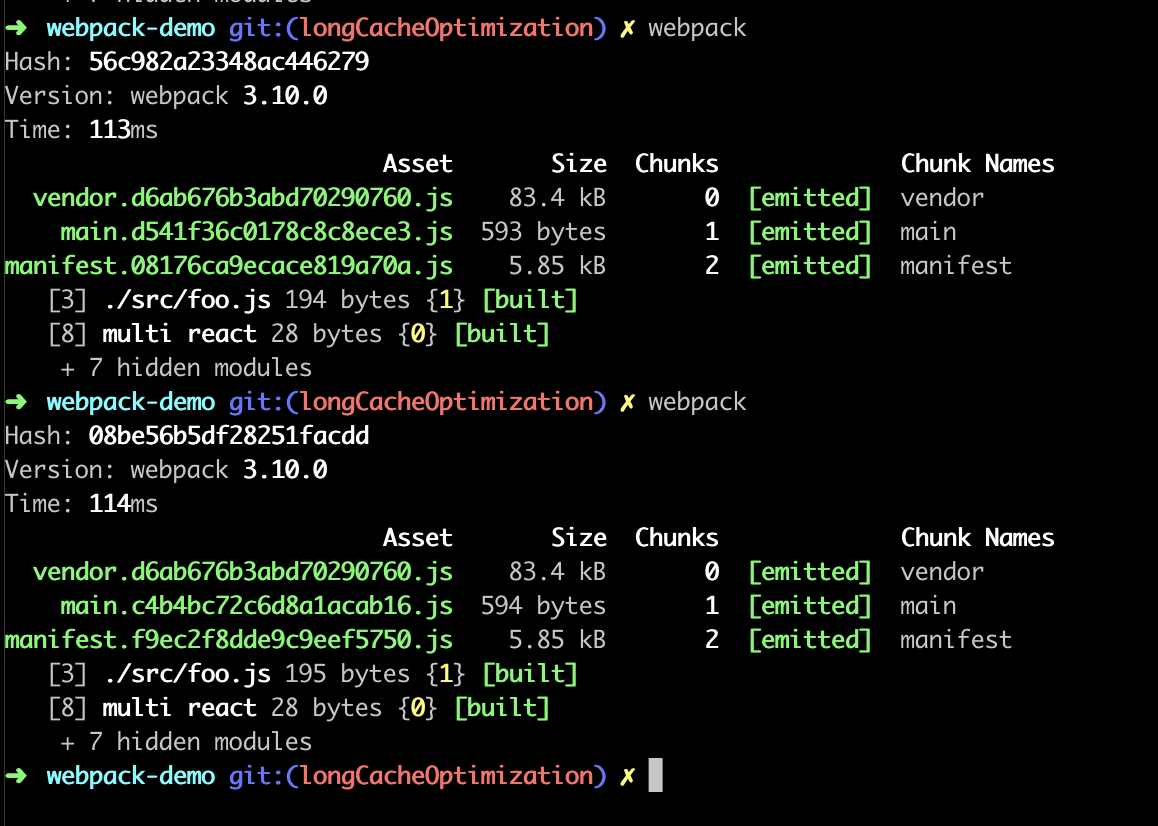 + 7 hidden modules
➜ webpack-demo git:(longCacheOptimization) ✗ webpack
Hash: 56c982a23348ac446279
Version: webpack 3.10.0
Time: 113ms
Asset Size Chunks Chunk Names
vendor.d6ab676b3abd70290760.js 83.4 kB 0 [emitted] vendor
main.d541f36c0178c8c8ece3.js 593 bytes 1 [emitted] main
manifest.08176ca9ecace819a70a.js 5.85 kB 2 [emitted] manifest
[3] ./src/foo.js 194 bytes {1} [built]
[8] multi react 28 bytes {0} [built]
+ 7 hidden modules
➜ webpack-demo git:(longCacheOptimization) ✗ webpack
Hash: 08be56b5df28251facdd
Version: webpack 3.10.0
Time: 114ms
Asset Size Chunks Chunk Names
vendor.d6ab676b3abd70290760.js 83.4 kB 0 [emitted] vendor
main.c4b4bc72c6d8a1acab16.js 594 bytes 1 [emitted] main
manifest.f9ec2f8dde9c9eef5750.js 5.85 kB 2 [emitted] manifest
[3] ./src/foo.js 195 bytes {1} [built]
[8] multi react 28 bytes {0} [built]
+ 7 hidden modules
➜ webpack-demo git:(longCacheOptimization) ✗